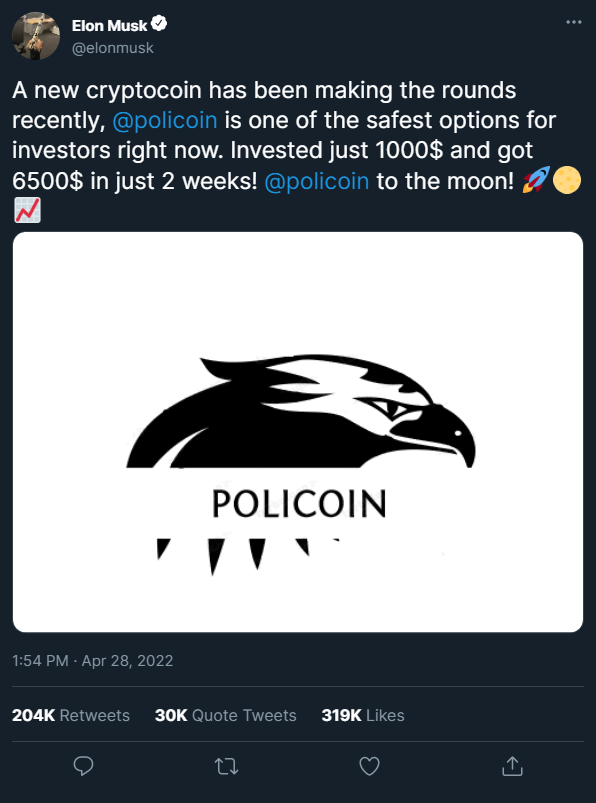 Elon Musk
@elonmusk
A new cryptocoin has been making the rounds
recently, @policoin is one of the safest options for
investors right now. Invested just 1000$ and got
6500$ in just 2 weeks! @policoin to the moon! 🚀🌕
📈
POLICOIN
1:54 PM · Apr 28, 2022
204K Retweets 30K Quote Tweets 319K Likes